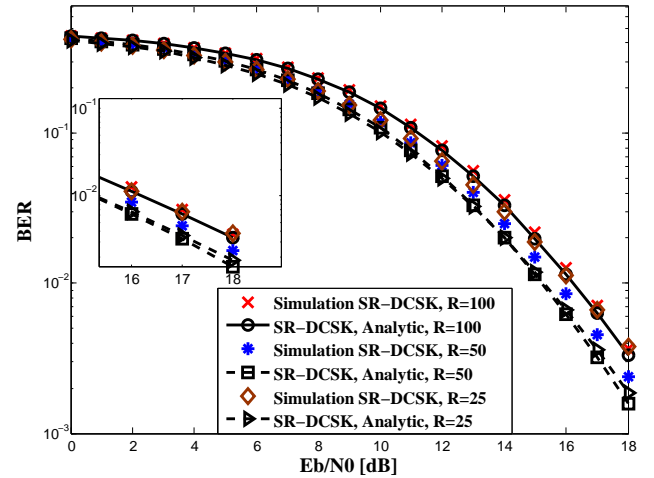 10⁻¹
10⁻²
10⁻³
BER
10⁻¹
10⁻²
16 17 18
Simulation SR−DCSK, R=100
SR−DCSK, Analytic, R=100
Simulation SR−DCSK, R=50
SR−DCSK, Analytic, R=50
Simulation SR−DCSK, R=25
SR−DCSK, Analytic, R=25
0 2 4 6 8 10 12 14 16 18
Eb/N0 [dB]